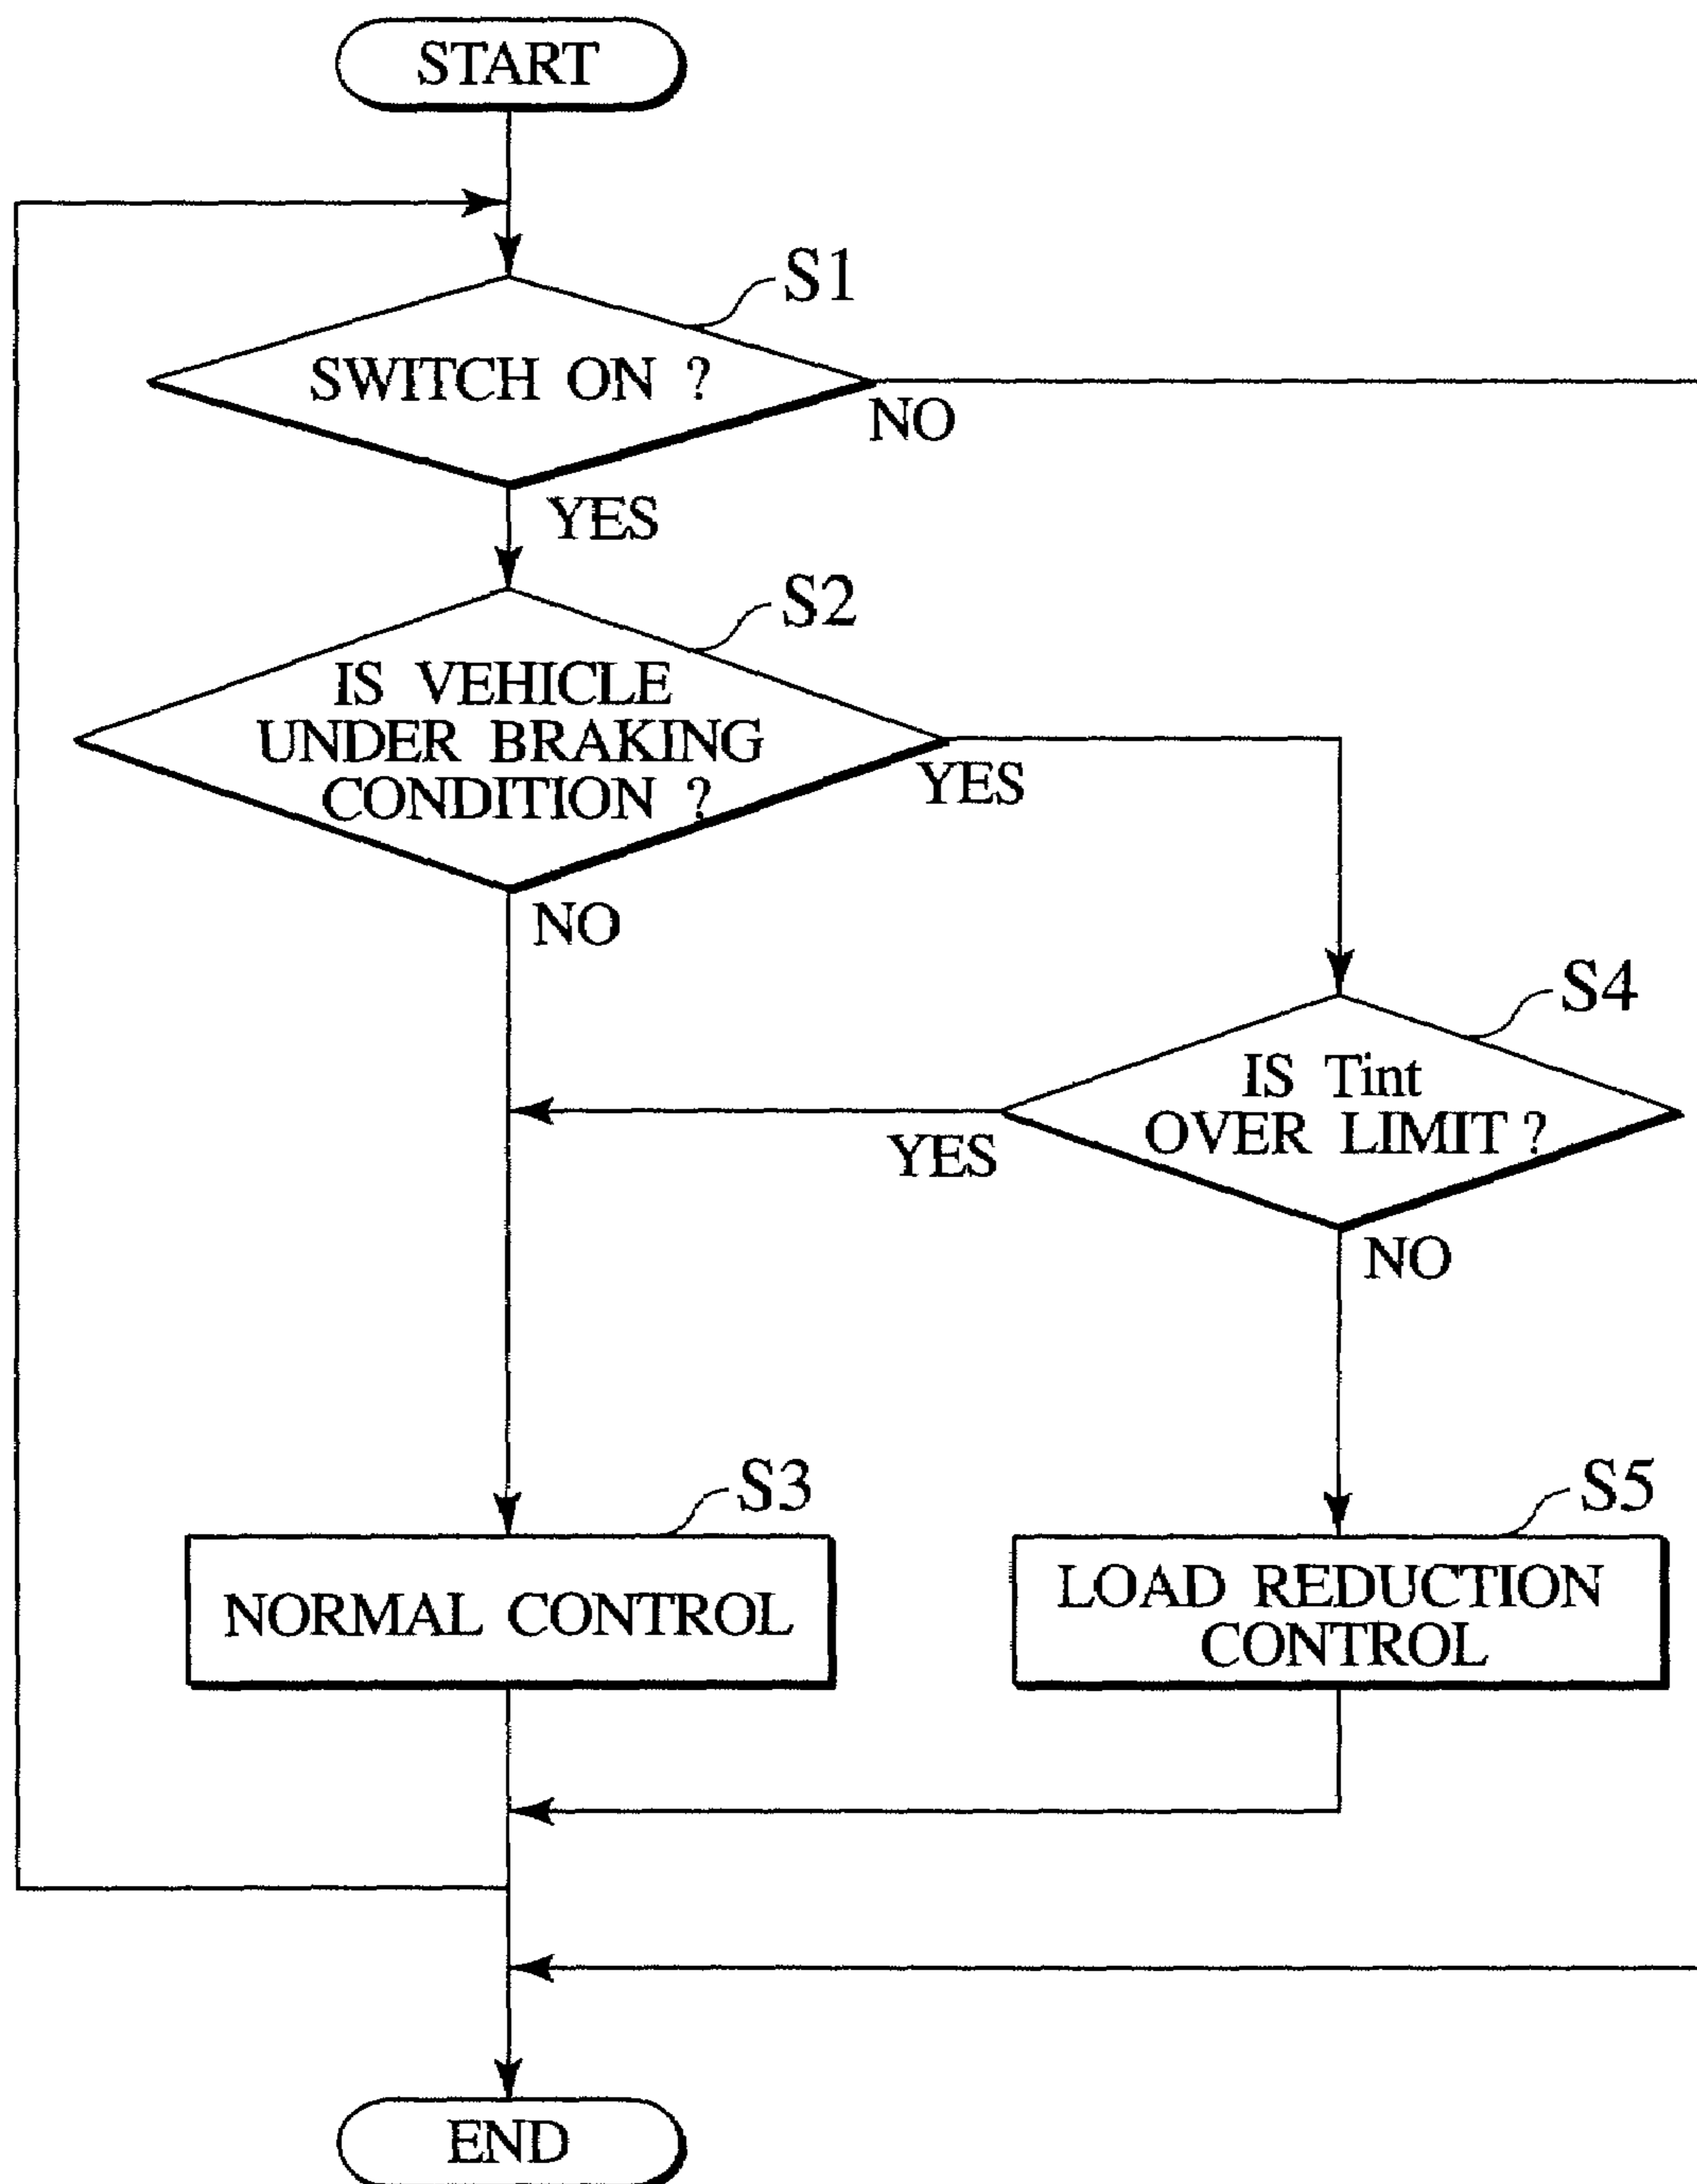 START
S1
SWITCH ON ?
NO
YES
S2
IS VEHICLE
UNDER BRAKING
CONDITION ?
YES
NO
S4
IS Tint
OVER LIMIT ?
YES
NO
S3
S5
NORMAL CONTROL
LOAD REDUCTION
CONTROL
END